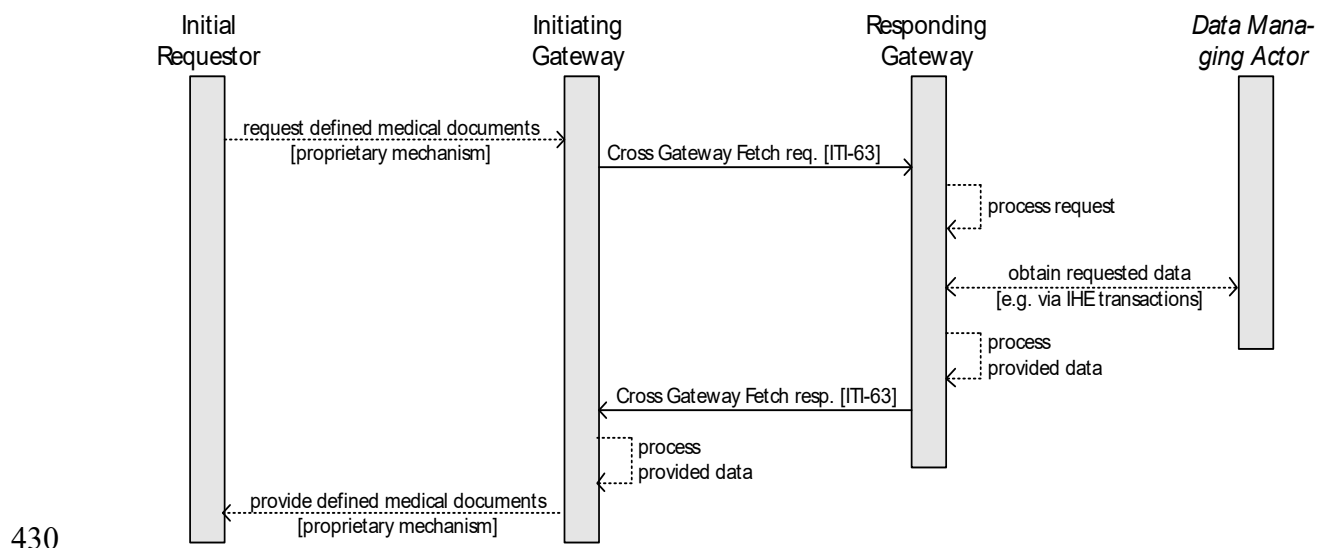 Initial
Requestor
Initiating
Gateway
Responding
Gateway
Data Mana-
ging Actor
request defined medical documents
[proprietary mechanism]
Cross Gateway Fetch req. [ITI-63]
process request
obtain requested data
[e.g. via IHE transactions]
process
provided data
Cross Gateway Fetch resp. [ITI-63]
process
provided data
provide defined medical documents
[proprietary mechanism]
430